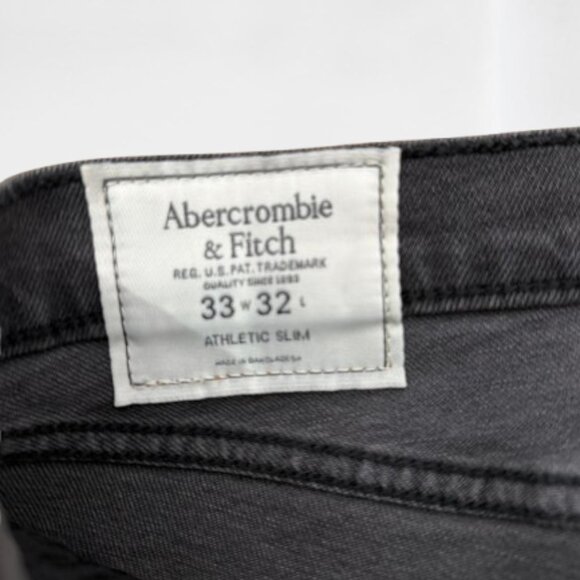 Abercrombie
& Fitch
REG. U.S. PAT. TRADEMARK
QUALITY SINCE 1892
33 W 32 L
ATHLETIC SLIM
MADE IN BANGLADESH